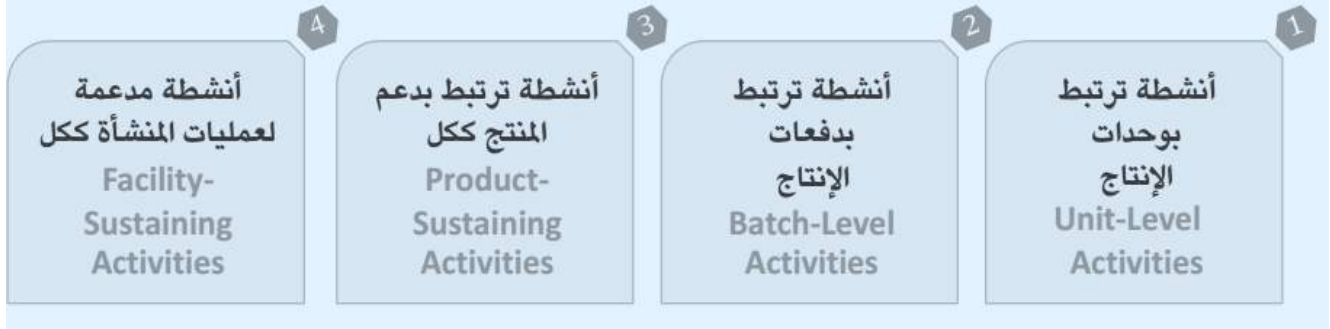 1
أنشطة ترتبط
بوحدات
الإنتاج
Unit-Level
Activities
2
أنشطة ترتبط
بدفعات
الإنتاج
Batch-Level
Activities
3
أنشطة ترتبط بدعم
المنتج ككل
Product-
Sustaining
Activities
4
أنشطة مدعمة
لعمليات المنشأة ككل
Facility-
Sustaining
Activities